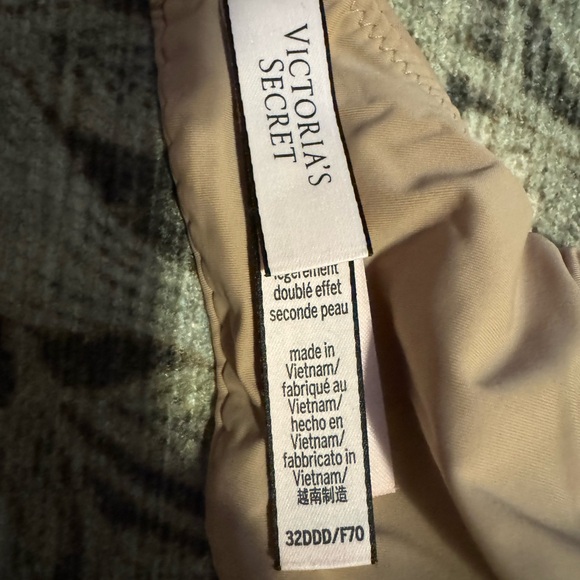 VICTORIA'S
SECRET
légèrement
doublé effet
seconde peau
made in
Vietnam/
fabriqué au
Vietnam/
hecho en
Vietnam/
fabbricato in
Vietnam/
越南制造
32DDD/F70